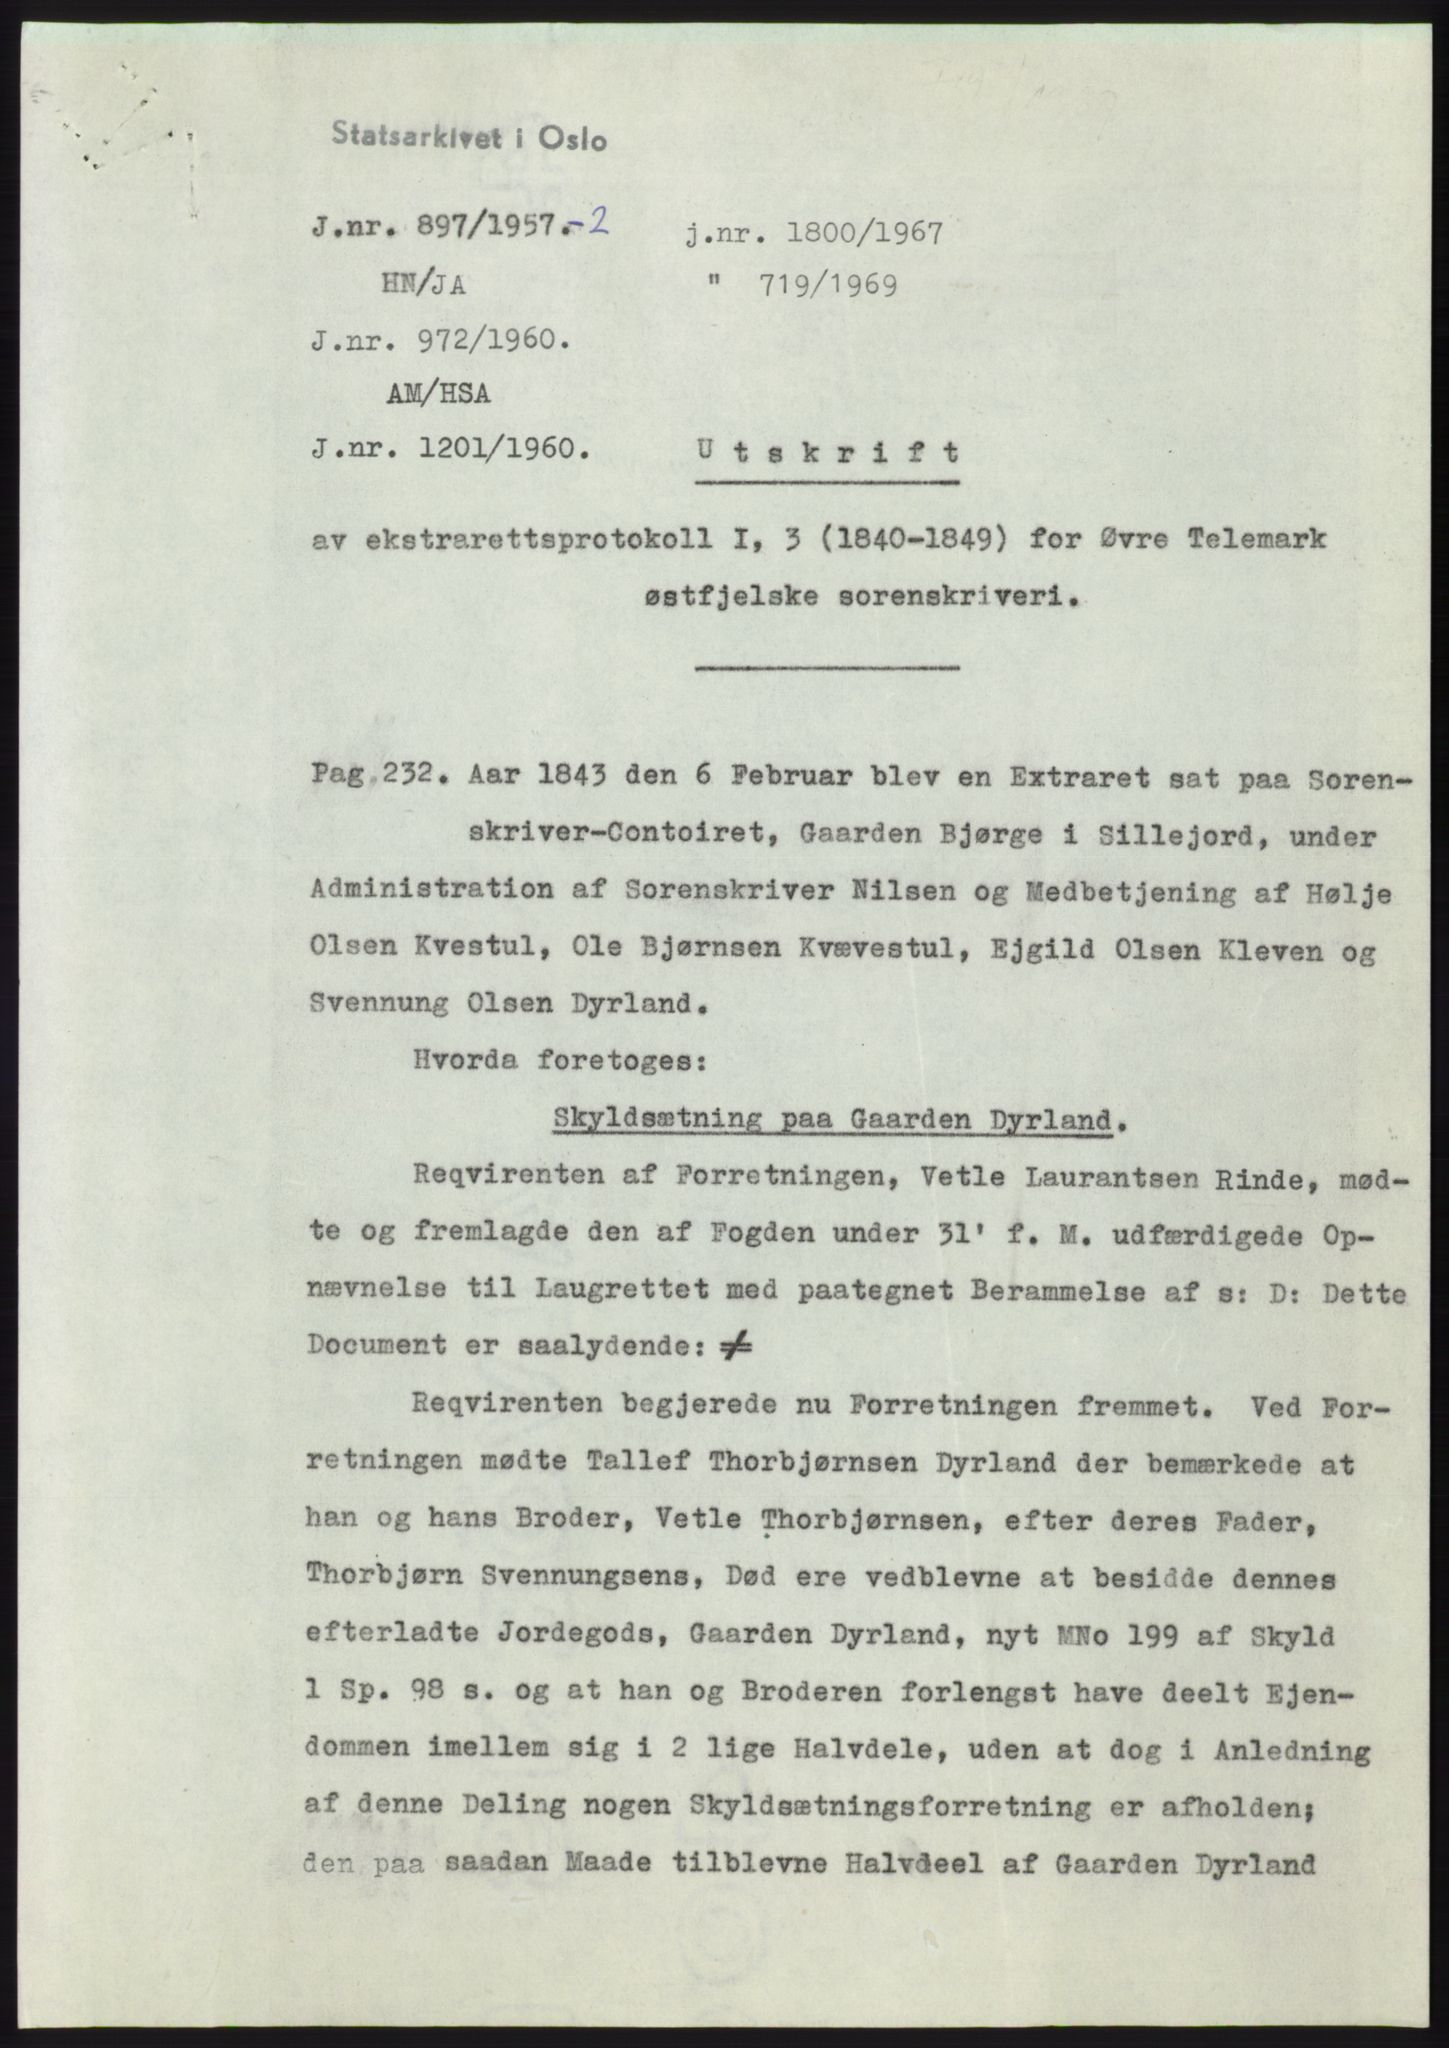 Statsarkivet i Oslo
J.nr. 897/1957.-2
j.nr. 1800/1967
HN/JA
" 719/1969
J.nr. 972/1960.
AM/HSA
J.nr. 1201/1960.
U t s k r i f t
av ekstrarettsprotokoll I, 3 (1840-1849) for Øvre Telemark
østfjelske sorenskriveri.
Pag.232. Aar 1843 den 6 Februar blev en Extraret sat paa Soren-
skriver-Contoiret, Gaarden Bjørge i Sillejord, under
Administration af Sorenskriver Nilsen og Medbetjening af Hølje
Olsen Kvestul, Ole Bjørnsen Kvævestul, Ejgild Olsen Kleven og
Svennung Olsen Dyrland.
Hvorda foretoges:
Skyldsætning paa Gaarden Dyrland.
Reqvirenten af Forretningen, Vetle Laurantsen Rinde, mød-
te og fremlagde den af Fogden under 31' f. M. udfærdigede Op-
nævnelse til Laugrettet med paategnet Berammelse af s: D: Dette
Document er saalydende: ≠
Reqvirenten begjerede nu Forretningen fremmet. Ved For-
retningen mødte Tallef Thorbjørnsen Dyrland der bemærkede at
han og hans Broder, Vetle Thorbjørnsen, efter deres Fader,
Thorbjørn Svennungsens, Død ere vedblevne at besidde dennes
efterladte Jordegods, Gaarden Dyrland, nyt MNo 199 af Skyld
1 Sp. 98 s. og at han og Broderen forlengst have deelt Ejen-
dommen imellem sig i 2 lige Halvdele, uden at dog i Anledning
af denne Deling nogen Skyldsætningsforretning er afholden;
den paa saadan Maade tilblevne Halvdeel af Gaarden Dyrland